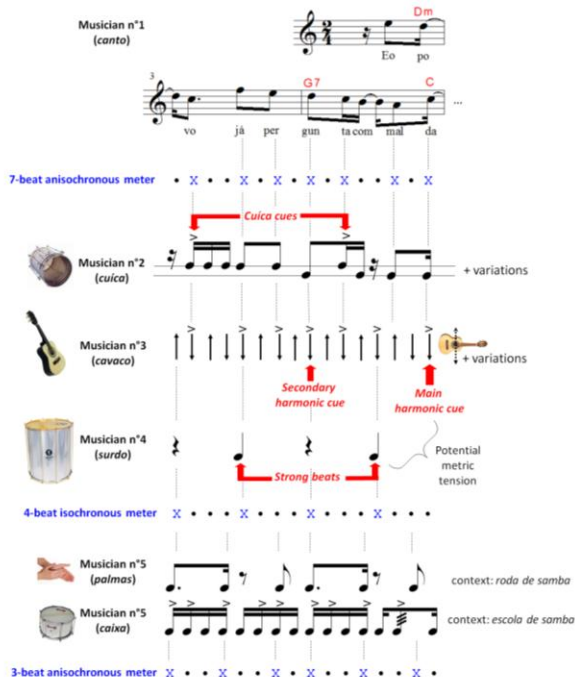 Musician n°1
(canto)
Dm
2
4
Eo po
3
G7 C
...
vo já per gun ta com mal da
7-beat anisochronous meter • X • • X • X • X • X • • X • X
Cuíca cues
Musician n°2
(cuíca)
+ variations
Musician n°3
(cavaco)
+ variations
Secondary
harmonic cue
Main
harmonic cue
Musician n°4
(surdo)
Strong beats
Potential
metric
tension
4-beat isochronous meter X • • • X • • • X • • • X • • •
Musician n°5
(palmas)
context: roda de samba
Musician n°5
(caixa)
context: escola de samba
3-beat anisochronous meter X • • X • • X • X • • X • • X •